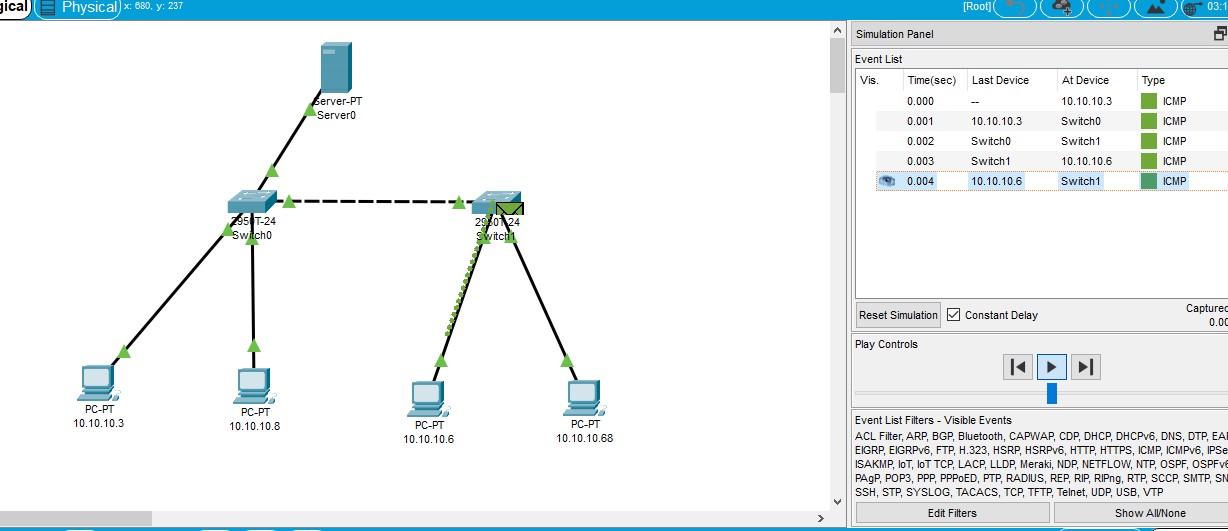 gical Physical x: 680, y: 237 [Root] 03:1
Simulation Panel
Event List
Vis. Time(sec) Last Device At Device Type
0.000 -- 10.10.10.3 ICMP
0.001 10.10.10.3 Switch0 ICMP
0.002 Switch0 Switch1 ICMP
0.003 Switch1 10.10.10.6 ICMP
0.004 10.10.10.6 Switch1 ICMP
Reset Simulation Constant Delay Captured
0.00
Play Controls
Event List Filters - Visible Events
ACL Filter, ARP, BGP, Bluetooth, CAPWAP, CDP, DHCP, DHCPv6, DNS, DTP, EA
EIGRP, EIGRPv6, FTP, H.323, HSRP, HSRPv6, HTTP, HTTPS, ICMP, ICMPv6, IPSe
ISAKMP, IoT, IoT TCP, LACP, LLDP, Meraki, NDP, NETFLOW, NTP, OSPF, OSPFv6
PAgP, POP3, PPP, PPPoED, PTP, RADIUS, REP, RIP, RIPng, RTP, SCCP, SMTP, SN
SSH, STP, SYSLOG, TACACS, TCP, TFTP, Telnet, UDP, USB, VTP
Edit Filters Show All/None
Server-PT
Server0
2950T-24
Switch0
2950T-24
Switch1
PC-PT
10.10.10.3
PC-PT
10.10.10.8
PC-PT
10.10.10.6
PC-PT
10.10.10.68